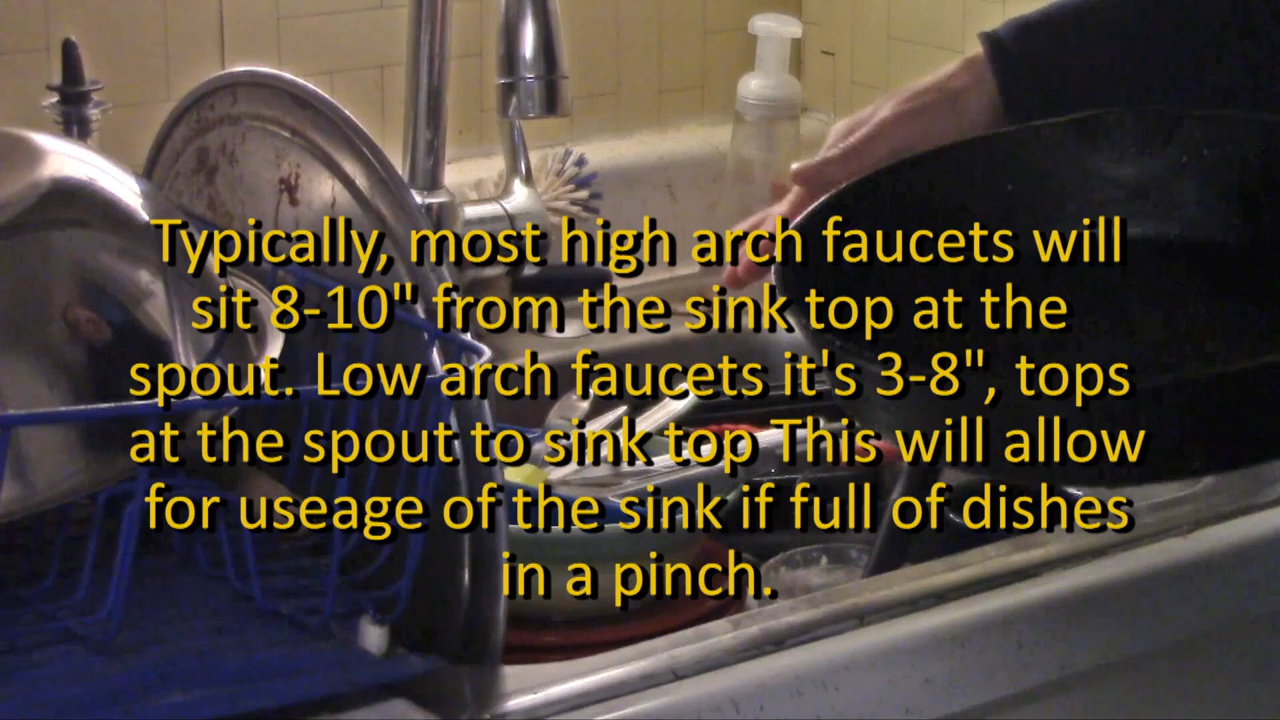 Typically, most high arch faucets will
sit 8-10" from the sink top at the
spout. Low arch faucets it's 3-8", tops
at the spout to sink top This will allow
for useage of the sink if full of dishes
in a pinch.